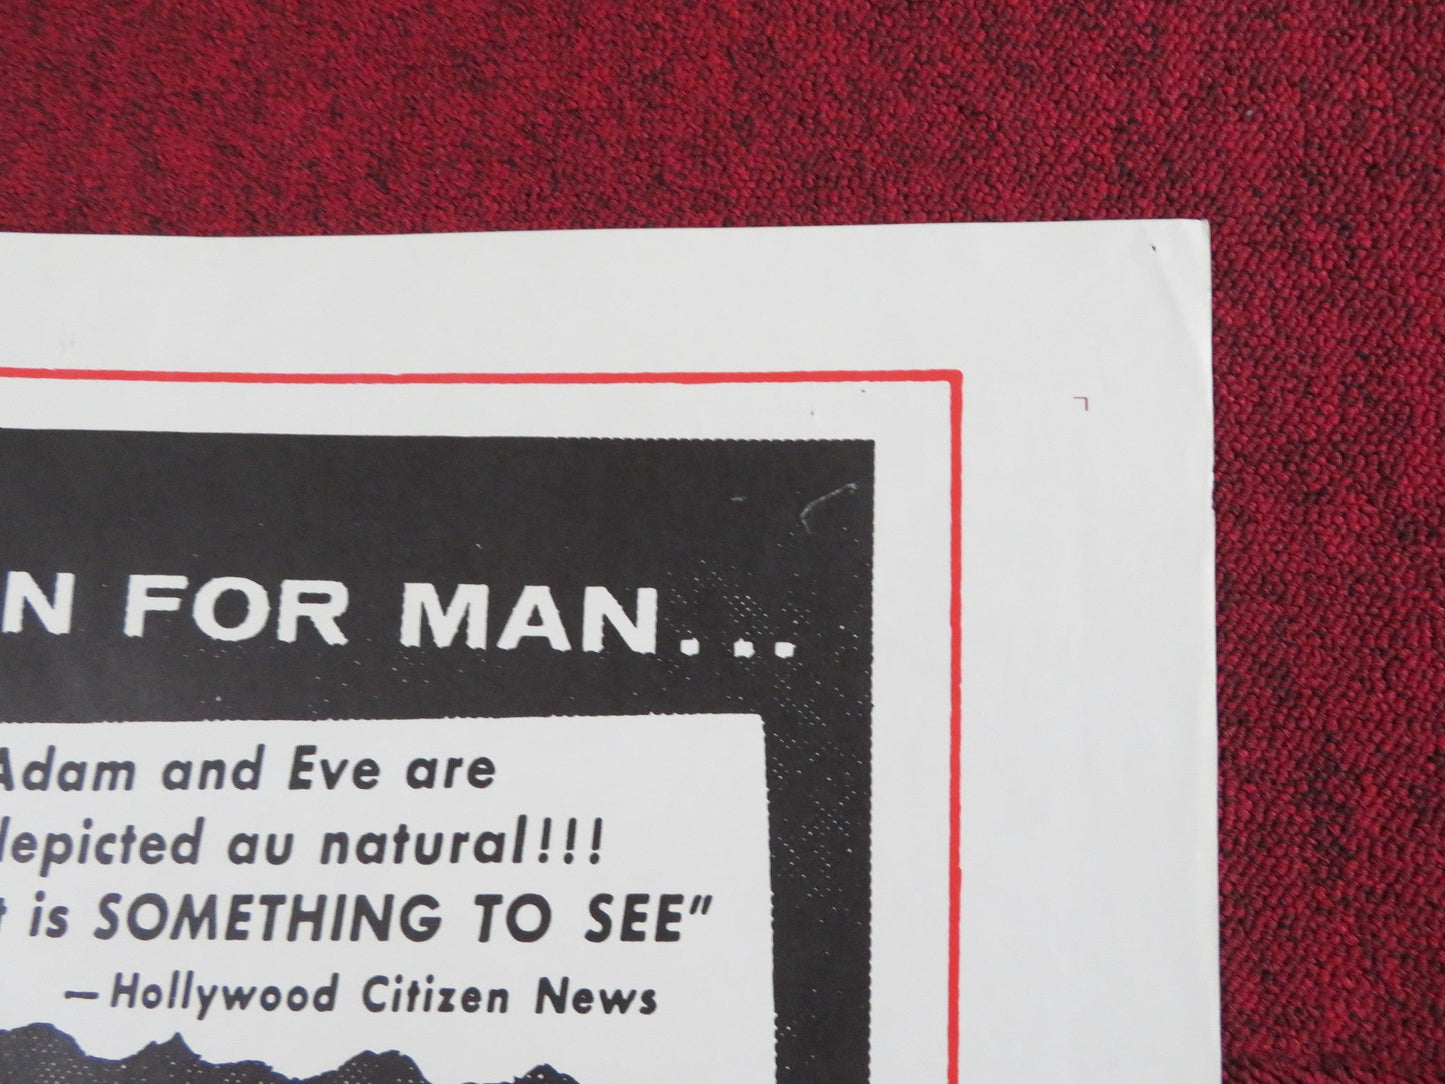 N FOR MAN...
Adam and Eve are
depicted au natural!!!
t is SOMETHING TO SEE”
—Hollywood Citizen News